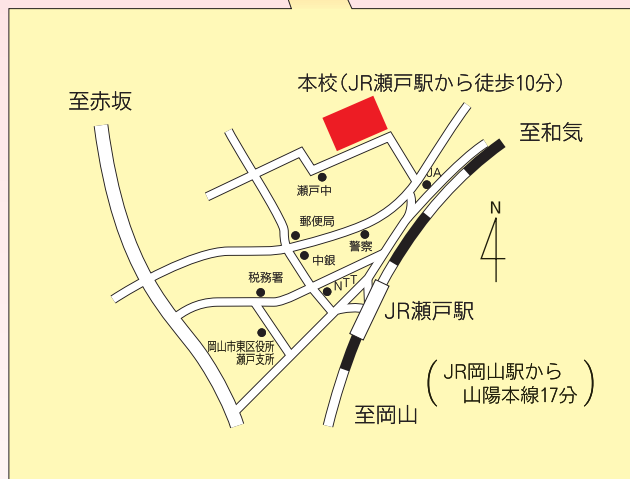 本校(JR瀬戸駅から徒歩10分)
至赤坂
至和気
JA
瀬戸中
N
郵便局
警察
中銀
税務署
NTT
JR瀬戸駅
岡山市東区役所
瀬戸支所
(JR岡山駅から
山陽本線17分)
至岡山